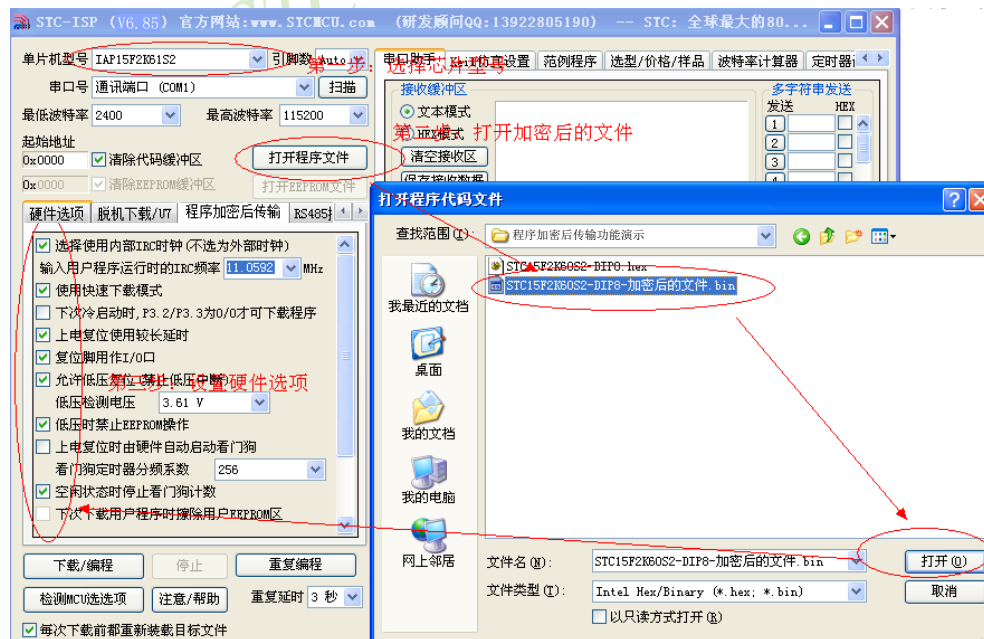 STC-ISP (V6.85) 官方网站:www.STCMCU.com (研发顾问QQ:13922805190) -- STC: 全球最大的80...
单片机型号 IAP15F2K61S2 引脚数 Auto
第一步：选择芯片型号
串口号 通讯端口 (COM1) 扫描
最低波特率 2400 最高波特率 115200
起始地址
0x0000 清除代码缓冲区 打开程序文件
0x0000 清除EEPROM缓冲区 打开EEPROM文件
硬件选项 脱机下载/U7 程序加密后传输 RS485
选择使用内部IRC时钟(不选为外部时钟)
输入用户程序运行时的IRC频率 11.0592 MHz
使用快速下载模式
下次冷启动时,P3.2/P3.3为0/0才可下载程序
上电复位使用较长延时
复位脚用作I/O口
允许低压复位(禁止低压中断)
第三步：设置硬件选项
低压检测电压 3.61 V
低压时禁止EEPROM操作
上电复位时由硬件自动启动看门狗
看门狗定时器分频系数 256
空闲状态时停止看门狗计数
下次下载用户程序时擦除用户EEPROM区
下载/编程 停止 重复编程
检测MCU选项 注意/帮助 重复延时 3 秒
每次下载前都重新装载目标文件
串口助手 Keil仿真设置 范例程序 选型/价格/样品 波特率计算器 定时器
接收缓冲区 多字符串发送
文本模式 发送 HEX
HEX模式 1
第二步：打开加密后的文件
2
清空接收区 3
保存接收数据 4
打开程序代码文件
查找范围(I): 程序加密后传输功能演示
STC15F2K60S2-DIP8.hex
STC15F2K60S2-DIP8-加密后的文件.bin
我最近的文档
桌面
我的文档
我的电脑
网上邻居
文件名(N): STC15F2K60S2-DIP8-加密后的文件.bin 打开(O)
文件类型(T): Intel Hex/Binary (*.hex; *.bin) 取消
以只读方式打开(R)